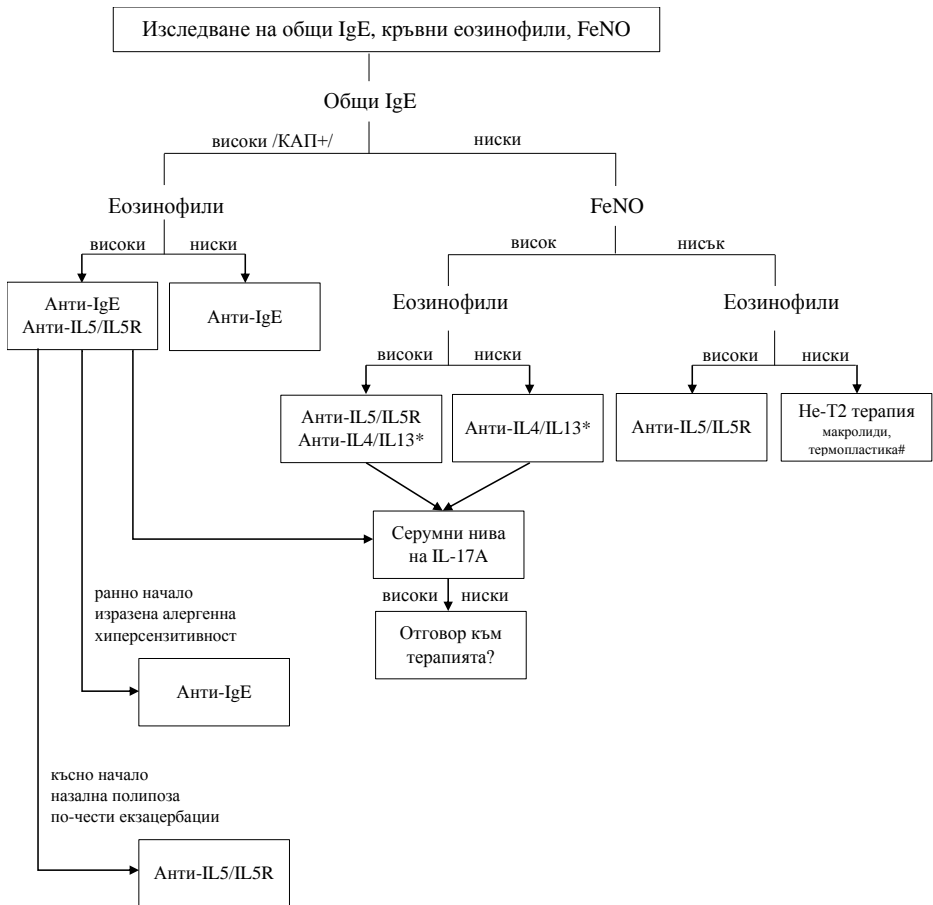 Изследване на общи IgE, кръвни еозинофили, FeNO
Общи IgE
високи /КАП+/
ниски
Еозинофили
FeNO
високи
ниски
висок
нисък
Анти-IgE
Анти-IL5/IL5R
Анти-IgE
Еозинофили
Еозинофили
високи
ниски
високи
ниски
Анти-IL5/IL5R
Анти-IL4/IL13*
Анти-IL4/IL13*
Анти-IL5/IL5R
Не-Т2 терапия
макролиди,
термопластика#
Серумни нива
на IL-17A
високи
ниски
Отговор към
терапията?
ранно начало
изразена алергенна
хиперсензитивност
Анти-IgE
късно начало
назална полипоза
по-чести екзацербации
Анти-IL5/IL5R